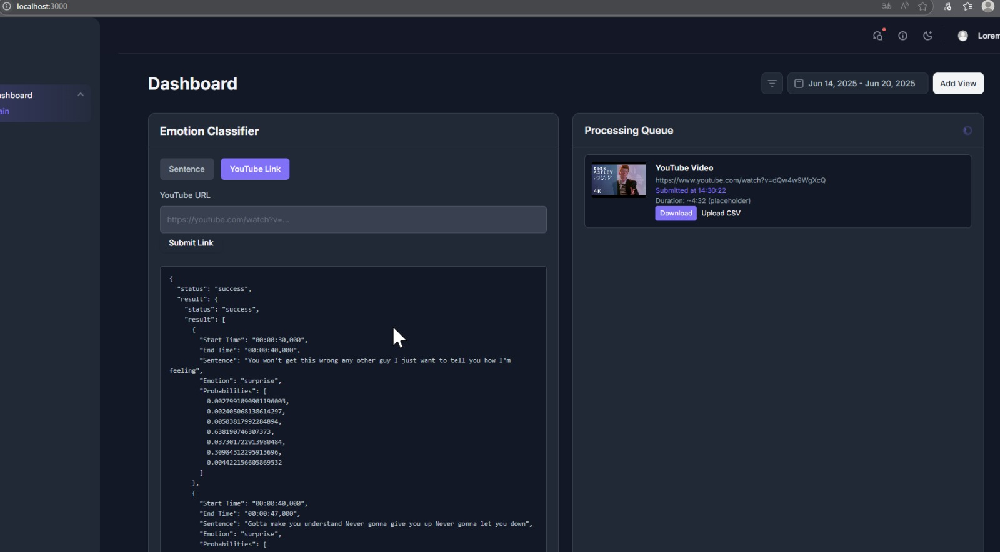 localhost:3000
Lorem
ashboard
ain
Dashboard
Jun 14, 2025 - Jun 20, 2025
Add View
Emotion Classifier
Sentence
YouTube Link
YouTube URL
https://youtube.com/watch?v=...
Submit Link
{
"status": "success",
"result": {
"status": "success",
"result": [
{
"Start Time": "00:00:30,000",
"End Time": "00:00:40,000",
"Sentence": "You won't get this wrong any other guy I just want to tell you how I'm
feeling",
"Emotion": "surprise",
"Probabilities": [
0.0027991090901196003,
0.002405068138614297,
0.00503817992284894,
0.638190746307373,
0.037301722913980484,
0.30984312295913696,
0.004422156605869532
]
},
{
"Start Time": "00:00:40,000",
"End Time": "00:00:47,000",
"Sentence": "Gotta make you understand Never gonna give you up Never gonna let you down",
"Emotion": "surprise",
"Probabilities": [
Processing Queue
RICK
ASTLEY
4K
YouTube Video
https://www.youtube.com/watch?v=dQw4w9WgXcQ
Submitted at 14:30:22
Duration: ~4:32 (placeholder)
Download
Upload CSV